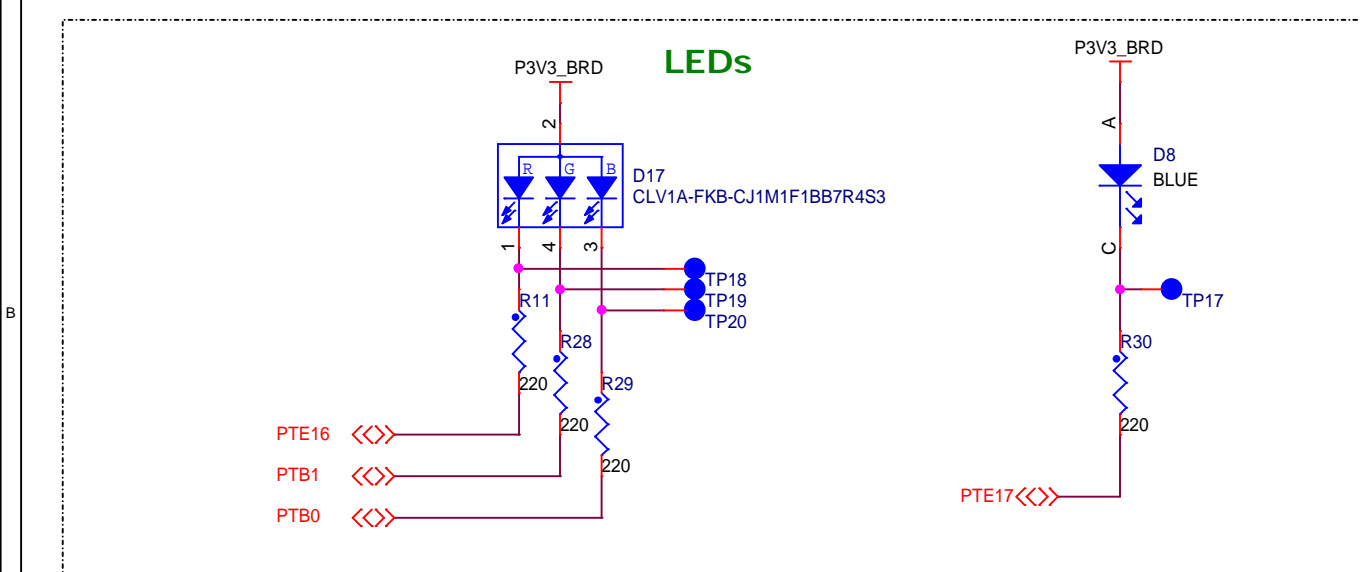 LEDs
P3V3_BRD
P3V3_BRD
2
A
R G B
D17
CLV1A-FKB-CJ1M1F1BB7R4S3
D8
BLUE
1 4 3
C
TP18
TP19
TP20
TP17
B
R11
220
R28
220
R29
220
R30
220
PTE16
PTB1
PTB0
PTE17